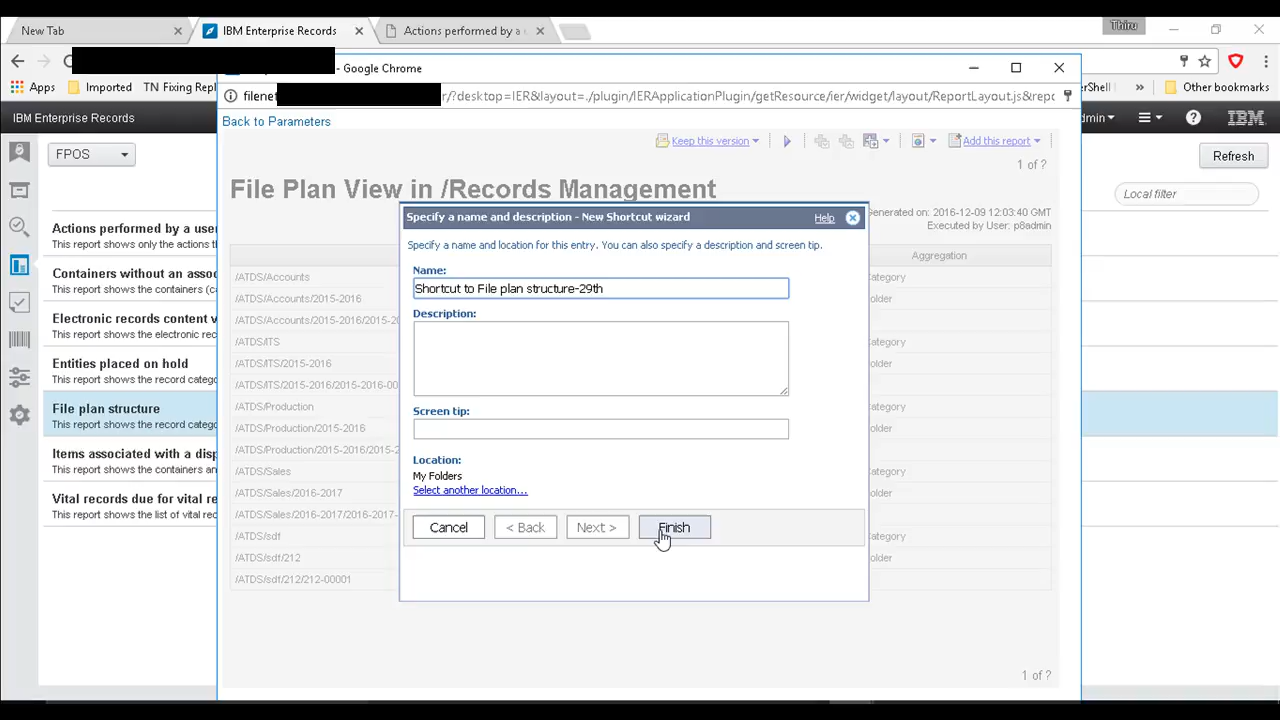 New Tab
IBM Enterprise Records
Actions performed by a u
Thiru
Apps
Imported
TN Fixing Repl
erShell
»
Other bookmarks
- Google Chrome
filenet
r/?desktop=IER&layout=./plugin/IERApplicationPlugin/getResource/ier/widget/layout/ReportLayout.js&repo
IBM Enterprise Records
dmin
IBM
Back to Parameters
FPOS
Refresh
Keep this version
Add this report
1 of ?
Local filter
File Plan View in /Records Management
Generated on: 2016-12-09 12:03:40 GMT
Executed by User: p8admin
Aggregation
Actions performed by a use
This report shows only the actions th
Containers without an assoc
This report shows the containers (ca
Electronic records content v
This report shows the electronic rec
Entities placed on hold
This report shows the record catego
File plan structure
This report shows the record catego
Items associated with a disp
This report shows the containers an
Vital records due for vital re
This report shows the list of vital rec
/ATDS/Accounts
Category
/ATDS/Accounts/2015-2016
older
/ATDS/Accounts/2015-2016/2015-20
/ATDS/ITS
Category
/ATDS/ITS/2015-2016
older
/ATDS/ITS/2015-2016/2015-2016-00
/ATDS/Production
Category
/ATDS/Production/2015-2016
older
/ATDS/Production/2015-2016/2015-2
/ATDS/Sales
Category
/ATDS/Sales/2016-2017
older
/ATDS/Sales/2016-2017/2016-2017-
/ATDS/sdf
Category
/ATDS/sdf/212
older
/ATDS/sdf/212/212-00001
1 of ?
Specify a name and description - New Shortcut wizard
Help
Specify a name and location for this entry. You can also specify a description and screen tip.
Name:
Shortcut to File plan structure-29th
Description:
Screen tip:
Location:
My Folders
Select another location...
Cancel
< Back
Next >
Finish